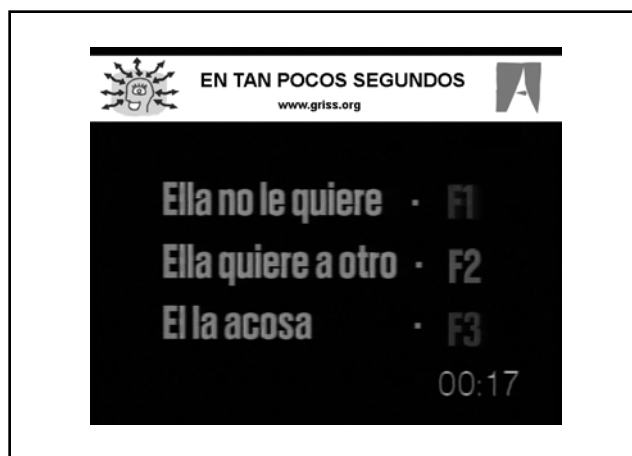 EN TAN POCOS SEGUNDOS
www.griss.org
Ella no le quiere · F1
Ella quiere a otro · F2
El la acosa · F3
00:17